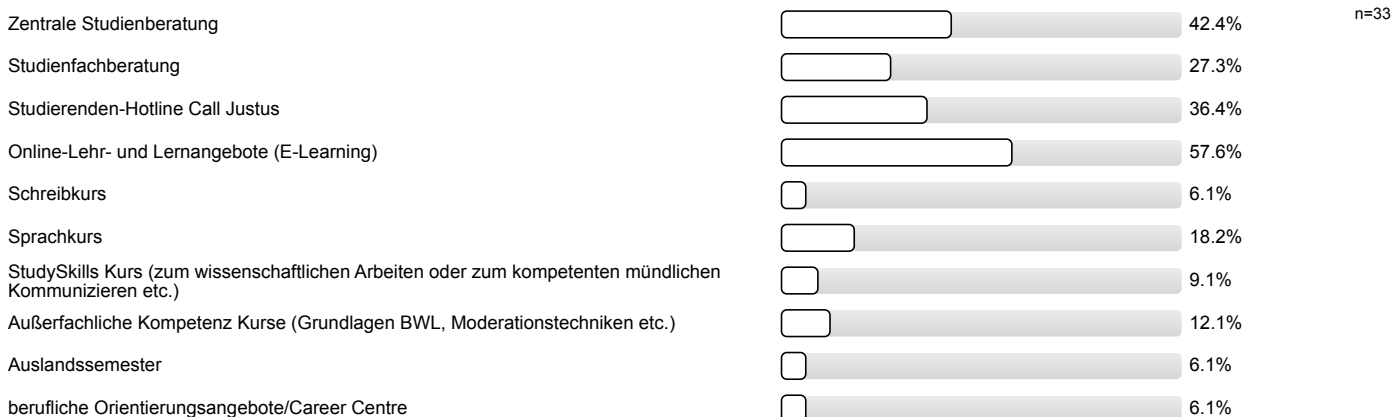 Zentrale Studienberatung 42.4% n=33
Studienfachberatung 27.3%
Studierenden-Hotline Call Justus 36.4%
Online-Lehr- und Lernangebote (E-Learning) 57.6%
Schreibkurs 6.1%
Sprachkurs 18.2%
StudySkills Kurs (zum wissenschaftlichen Arbeiten oder zum kompetenten mündlichen
Kommunizieren etc.) 9.1%
Außerfachliche Kompetenz Kurse (Grundlagen BWL, Moderationstechniken etc.) 12.1%
Auslandssemester 6.1%
berufliche Orientierungsangebote/Career Centre 6.1%